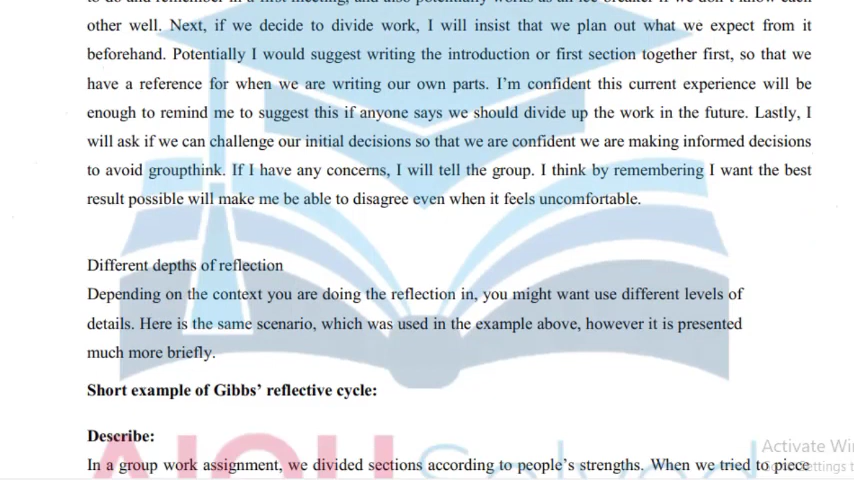 other well. Next, if we decide to divide work, I will insist that we plan out what we expect from it
beforehand. Potentially I would suggest writing the introduction or first section together first, so that we
have a reference for when we are writing our own parts. I'm confident this current experience will be
enough to remind me to suggest this if anyone says we should divide up the work in the future. Lastly, I
will ask if we can challenge our initial decisions so that we are confident we are making informed decisions
to avoid groupthink. If I have any concerns, I will tell the group. I think by remembering I want the best
result possible will make me be able to disagree even when it feels uncomfortable.
Different depths of reflection
Depending on the context you are doing the reflection in, you might want use different levels of
details. Here is the same scenario, which was used in the example above, however it is presented
much more briefly.
Short example of Gibbs' reflective cycle:
Describe:
In a group work assignment, we divided sections according to people's strengths. When we tried to piece
AIOU Solved
Activate Wi